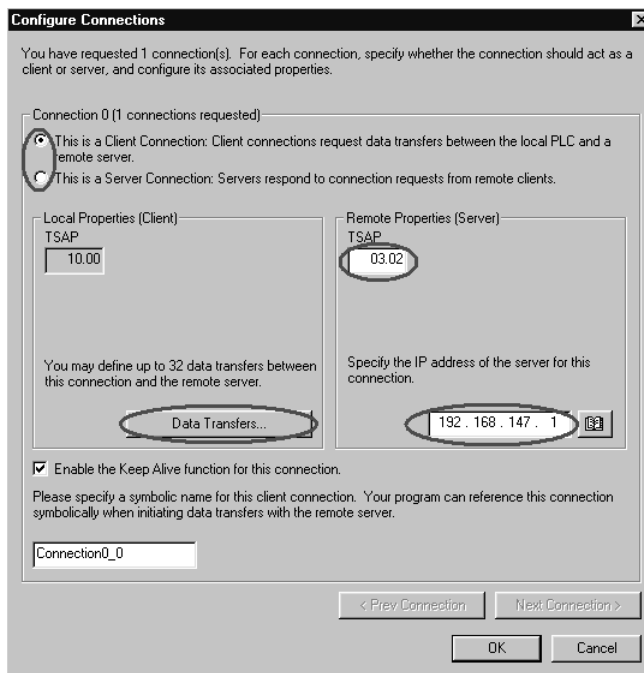 Configure Connections
You have requested 1 connection(s). For each connection, specify whether the connection should act as a
client or server, and configure its associated properties.
Connection 0 (1 connections requested)
This is a Client Connection: Client connections request data transfers between the local PLC and a
remote server.
This is a Server Connection: Servers respond to connection requests from remote clients.
Local Properties (Client)
TSAP
10.00
You may define up to 32 data transfers between
this connection and the remote server.
Data Transfers...
Remote Properties (Server)
TSAP
03.02
Specify the IP address of the server for this
connection.
192 . 168 . 147 . 1
Enable the Keep Alive function for this connection.
Please specify a symbolic name for this client connection. Your program can reference this connection
symbolically when initiating data transfers with the remote server.
Connection0_0
< Prev Connection
Next Connection >
OK
Cancel